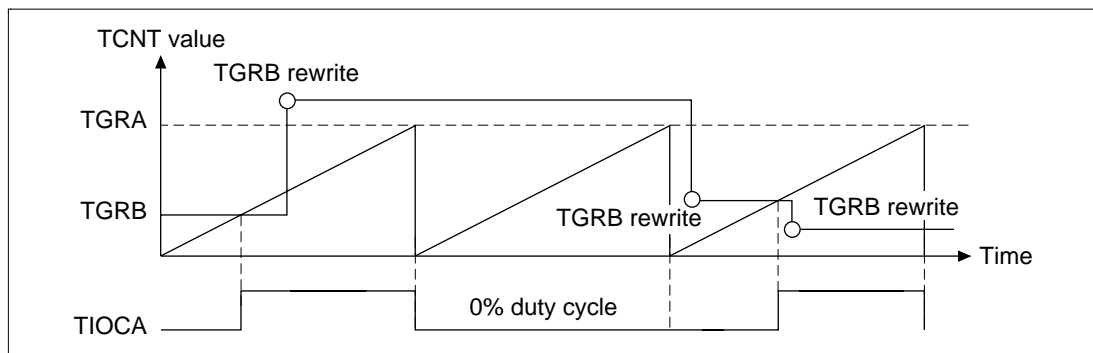 TCNT value
TGRB rewrite
TGRA
TGRB
TGRB rewrite
TGRB rewrite
Time
0% duty cycle
TIOCA